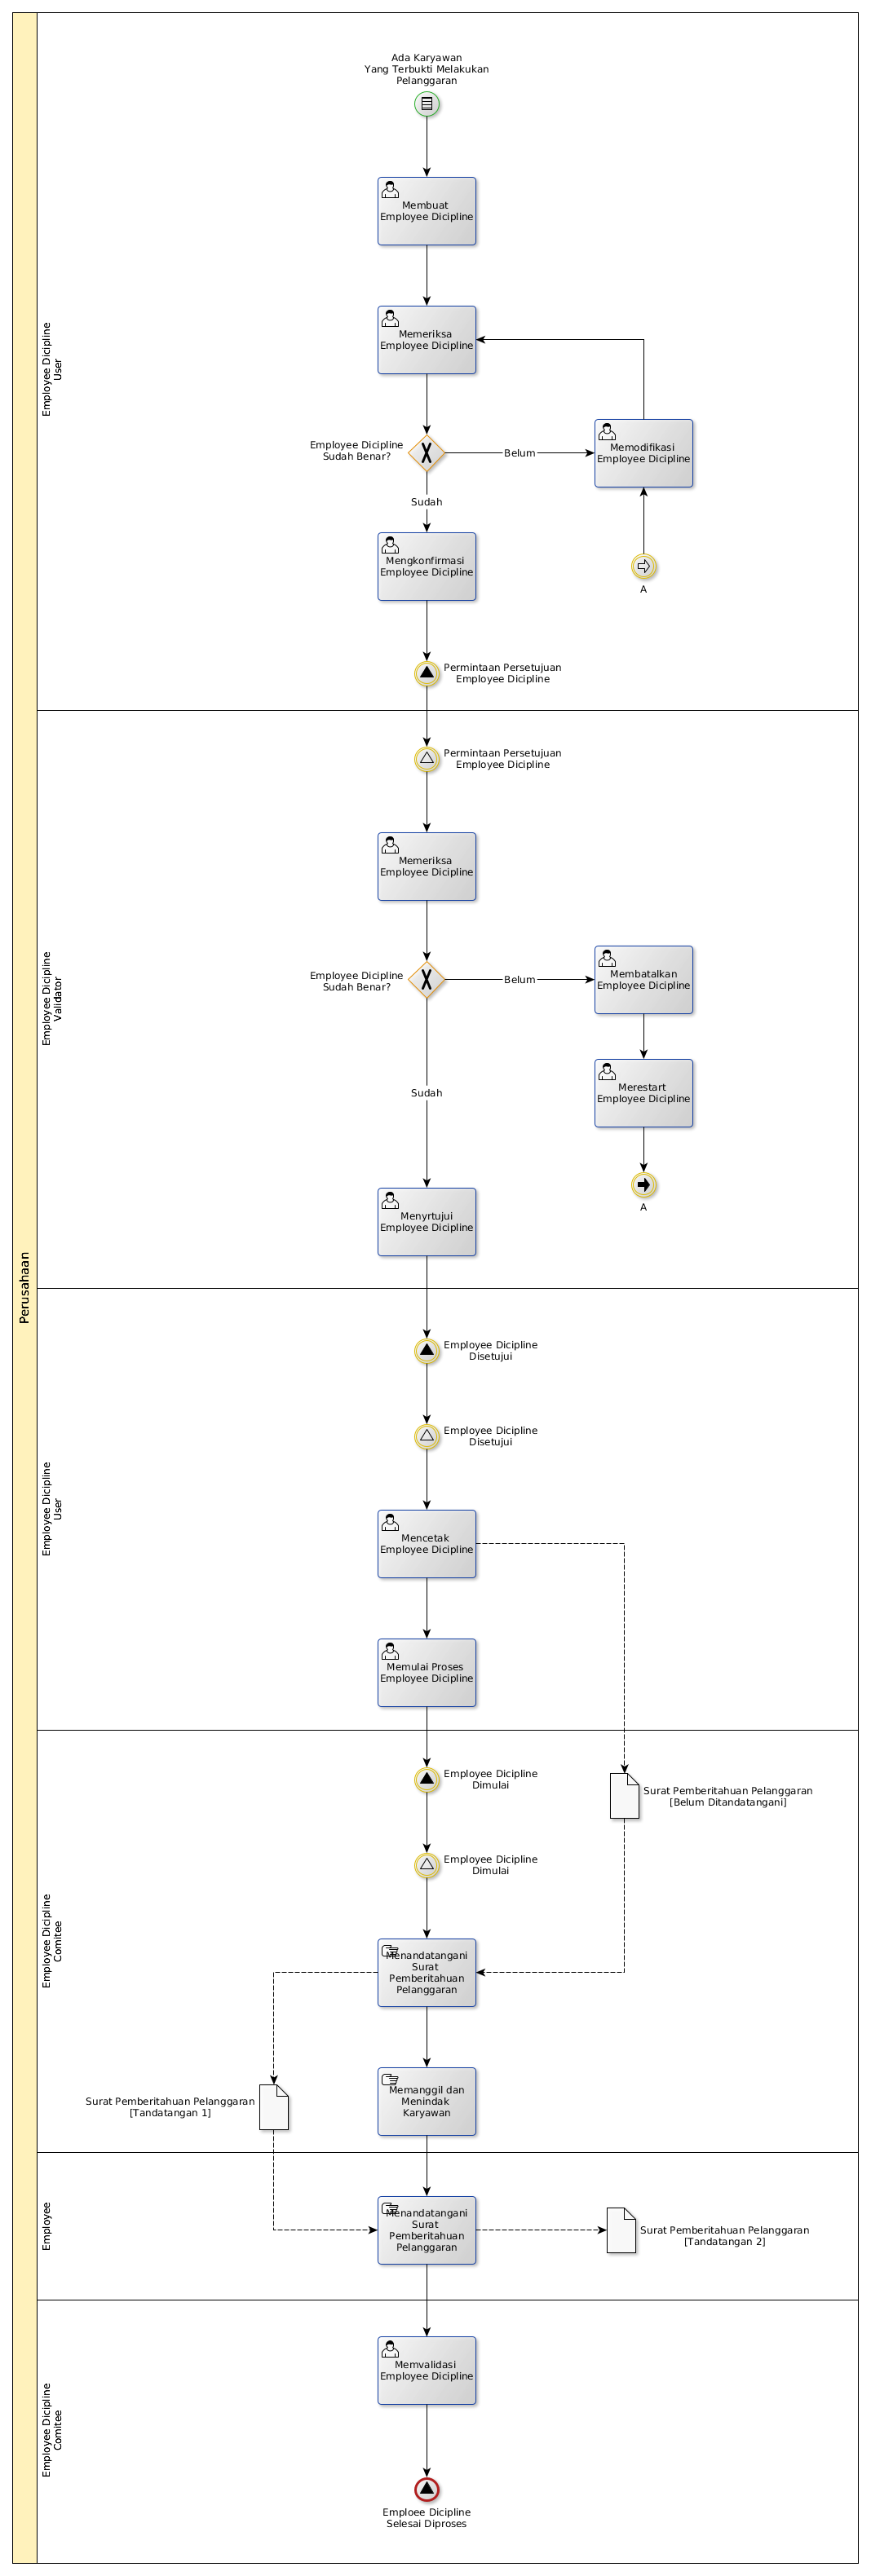 Perusahaan
Employee Dicipline
User
Ada Karyawan
Yang Terbukti Melakukan
Pelanggaran
Membuat
Employee Dicipline
Memeriksa
Employee Dicipline
Employee Dicipline
Sudah Benar?
Belum
Memodifikasi
Employee Dicipline
Sudah
Mengkonfirmasi
Employee Dicipline
A
Permintaan Persetujuan
Employee Dicipline
Employee Dicipline
Validator
Permintaan Persetujuan
Employee Dicipline
Memeriksa
Employee Dicipline
Employee Dicipline
Sudah Benar?
Belum
Membatalkan
Employee Dicipline
Merestart
Employee Dicipline
Sudah
A
Menyrtujui
Employee Dicipline
Employee Dicipline
User
Employee Dicipline
Disetujui
Employee Dicipline
Disetujui
Mencetak
Employee Dicipline
Memulai Proses
Employee Dicipline
Employee Dicipline
Comitee
Employee Dicipline
Dimulai
Surat Pemberitahuan Pelanggaran
[Belum Ditandatangani]
Employee Dicipline
Dimulai
Menandatangani
Surat
Pemberitahuan
Pelanggaran
Memanggil dan
Menindak
Karyawan
Surat Pemberitahuan Pelanggaran
[Tandatangan 1]
Employee
Menandatangani
Surat
Pemberitahuan
Pelanggaran
Surat Pemberitahuan Pelanggaran
[Tandatangan 2]
Employee Dicipline
Comitee
Memvalidasi
Employee Dicipline
Emploee Dicipline
Selesai Diproses